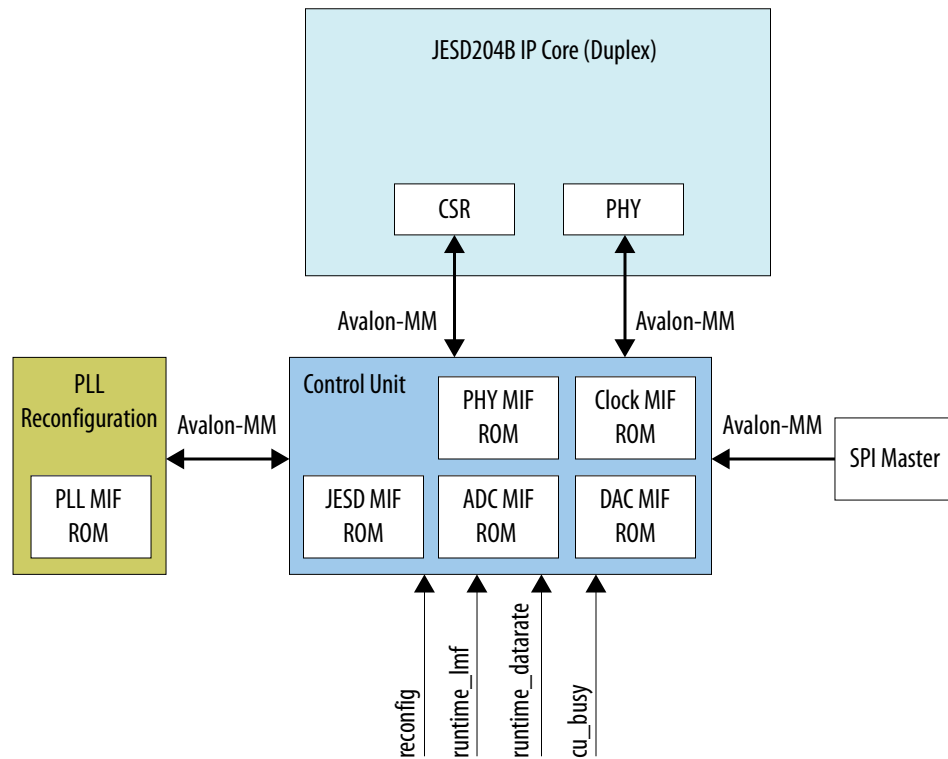 JESD204B IP Core (Duplex)
CSR
PHY
Avalon-MM
Avalon-MM
PLL
Reconfiguration
PLL MIF
ROM
Avalon-MM
Control Unit
PHY MIF
ROM
Clock MIF
ROM
JESD MIF
ROM
ADC MIF
ROM
DAC MIF
ROM
Avalon-MM
SPI Master
reconfig
runtime_lmf
runtime_datarate
cu_busy